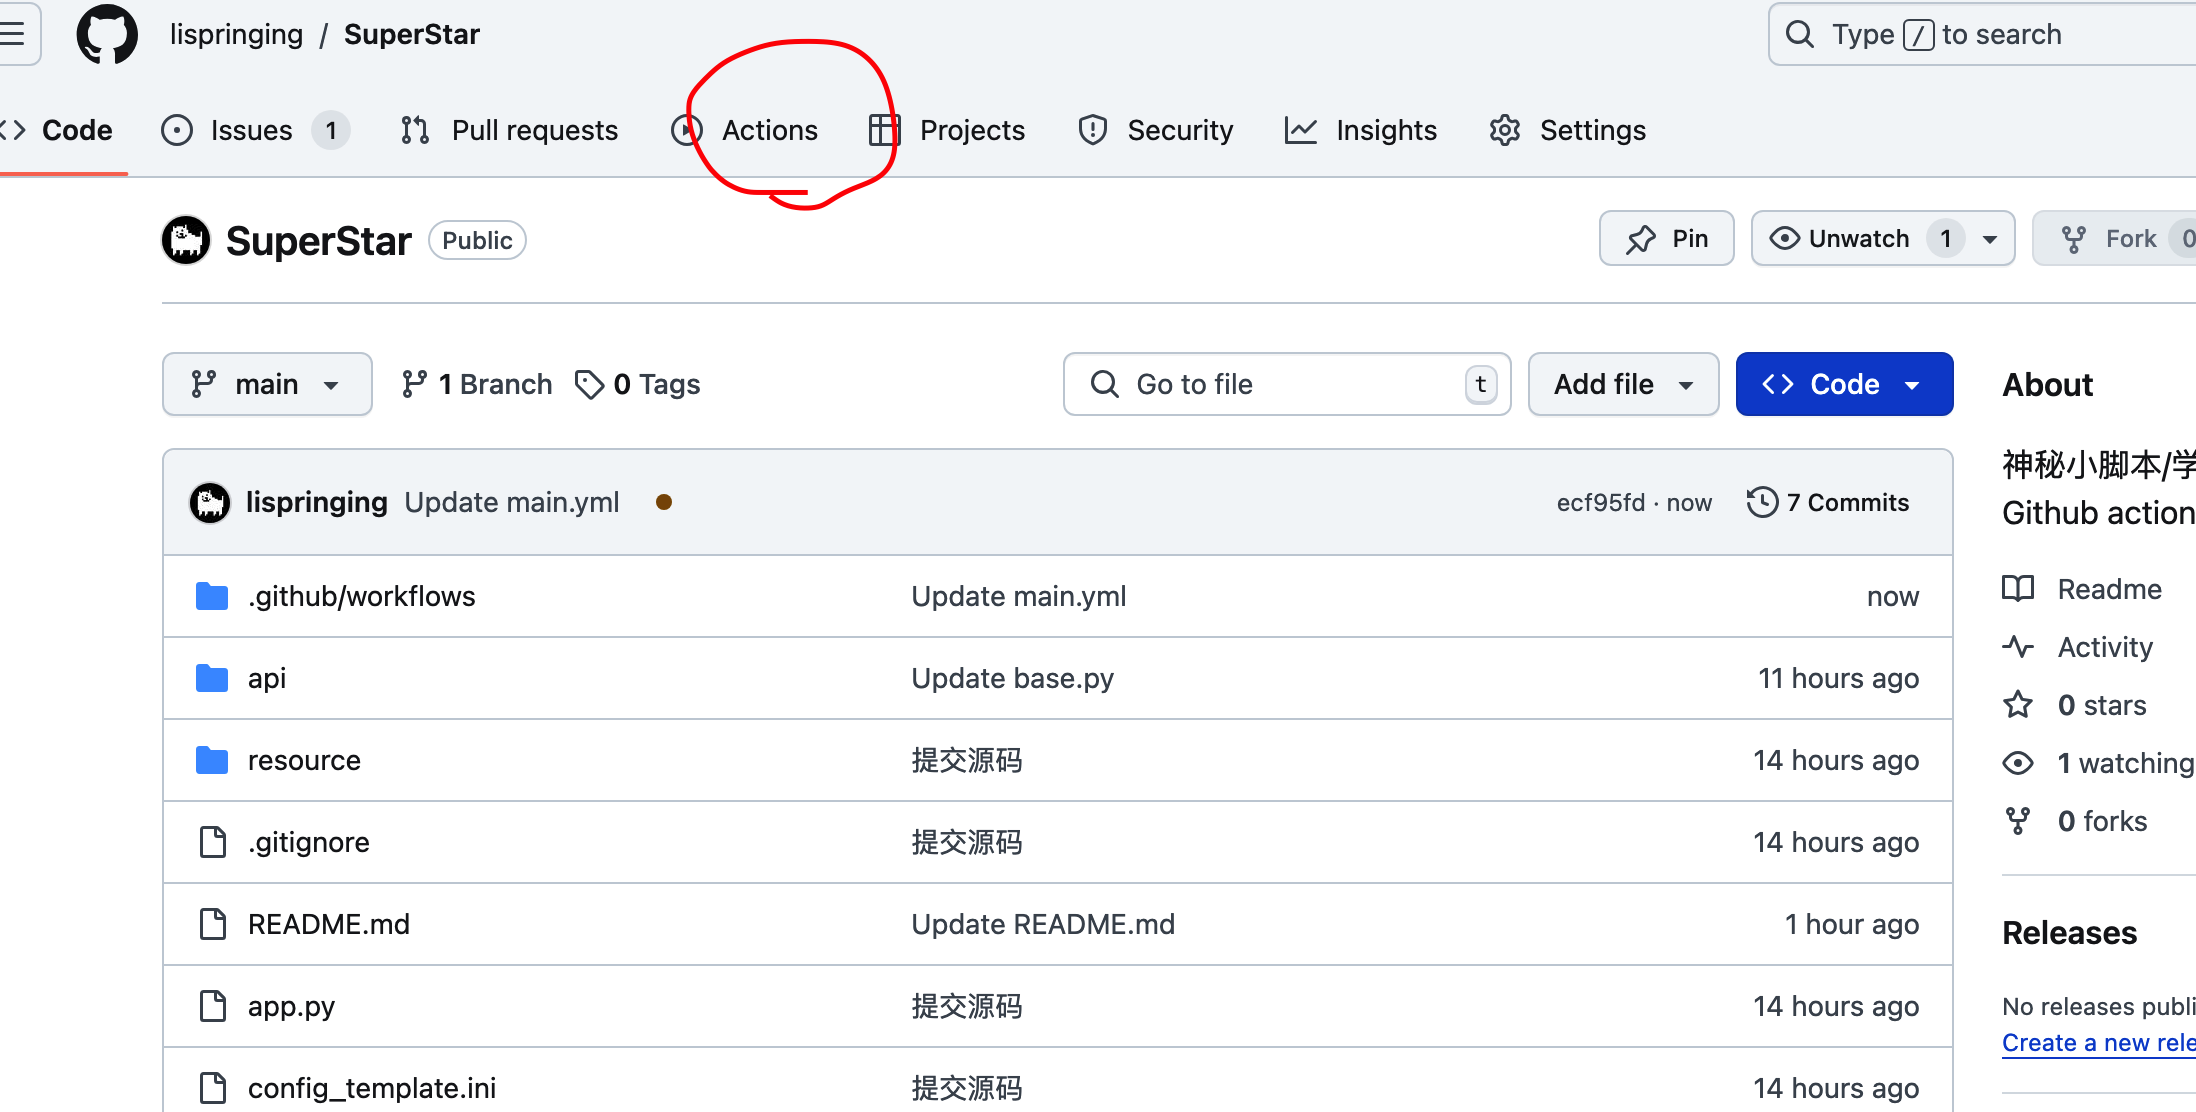 lispringing / SuperStar
Type / to search
Code
Issues 1
Pull requests
Actions
Projects
Security
Insights
Settings
SuperStar Public
Pin
Unwatch 1
Fork 0
main
1 Branch
0 Tags
Go to file t
Add file
Code
lispringing Update main.yml
ecf95fd · now
7 Commits
.github/workflows Update main.yml now
api Update base.py 11 hours ago
resource 提交源码 14 hours ago
.gitignore 提交源码 14 hours ago
README.md Update README.md 1 hour ago
app.py 提交源码 14 hours ago
config_template.ini 提交源码 14 hours ago
About
神秘小脚本/学
Github action
Readme
Activity
0 stars
1 watching
0 forks
Releases
No releases publi
Create a new rele